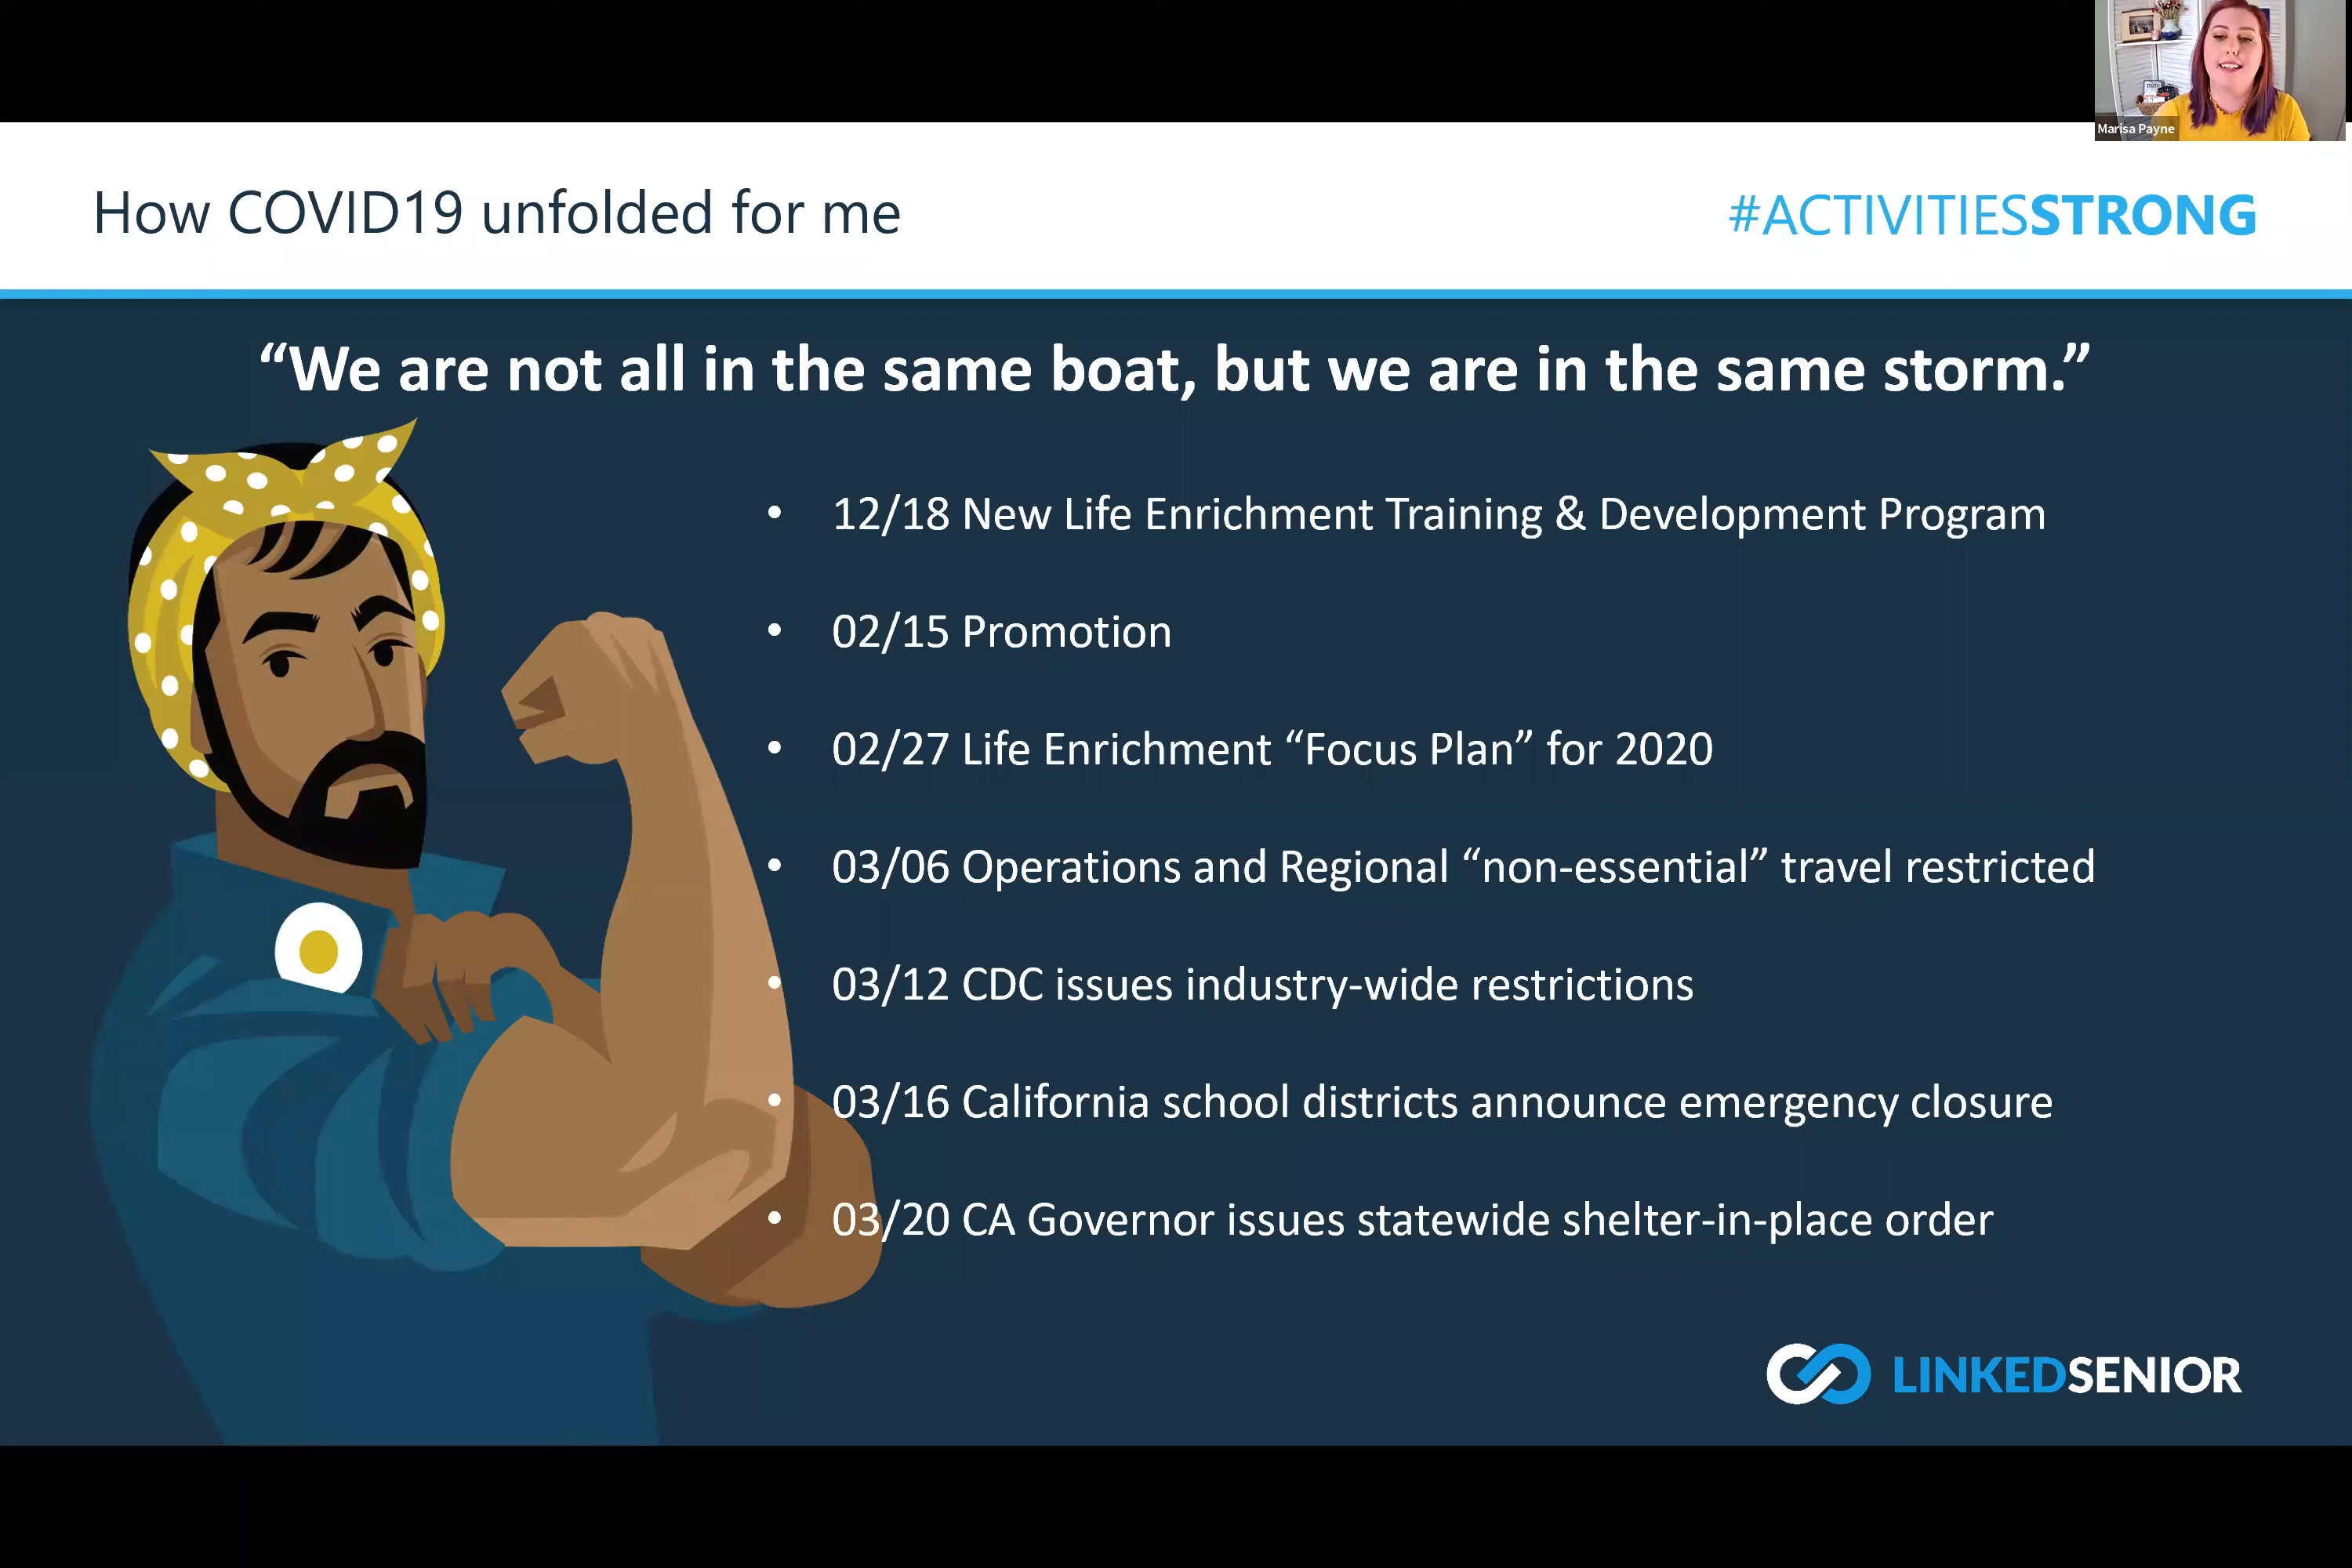 Marisa Payne
How COVID19 unfolded for me
#ACTIVITIESSTRONG
“We are not all in the same boat, but we are in the same storm.”
• 12/18 New Life Enrichment Training & Development Program
• 02/15 Promotion
• 02/27 Life Enrichment “Focus Plan” for 2020
• 03/06 Operations and Regional “non-essential” travel restricted
• 03/12 CDC issues industry-wide restrictions
• 03/16 California school districts announce emergency closure
• 03/20 CA Governor issues statewide shelter-in-place order
LINKEDSENIOR